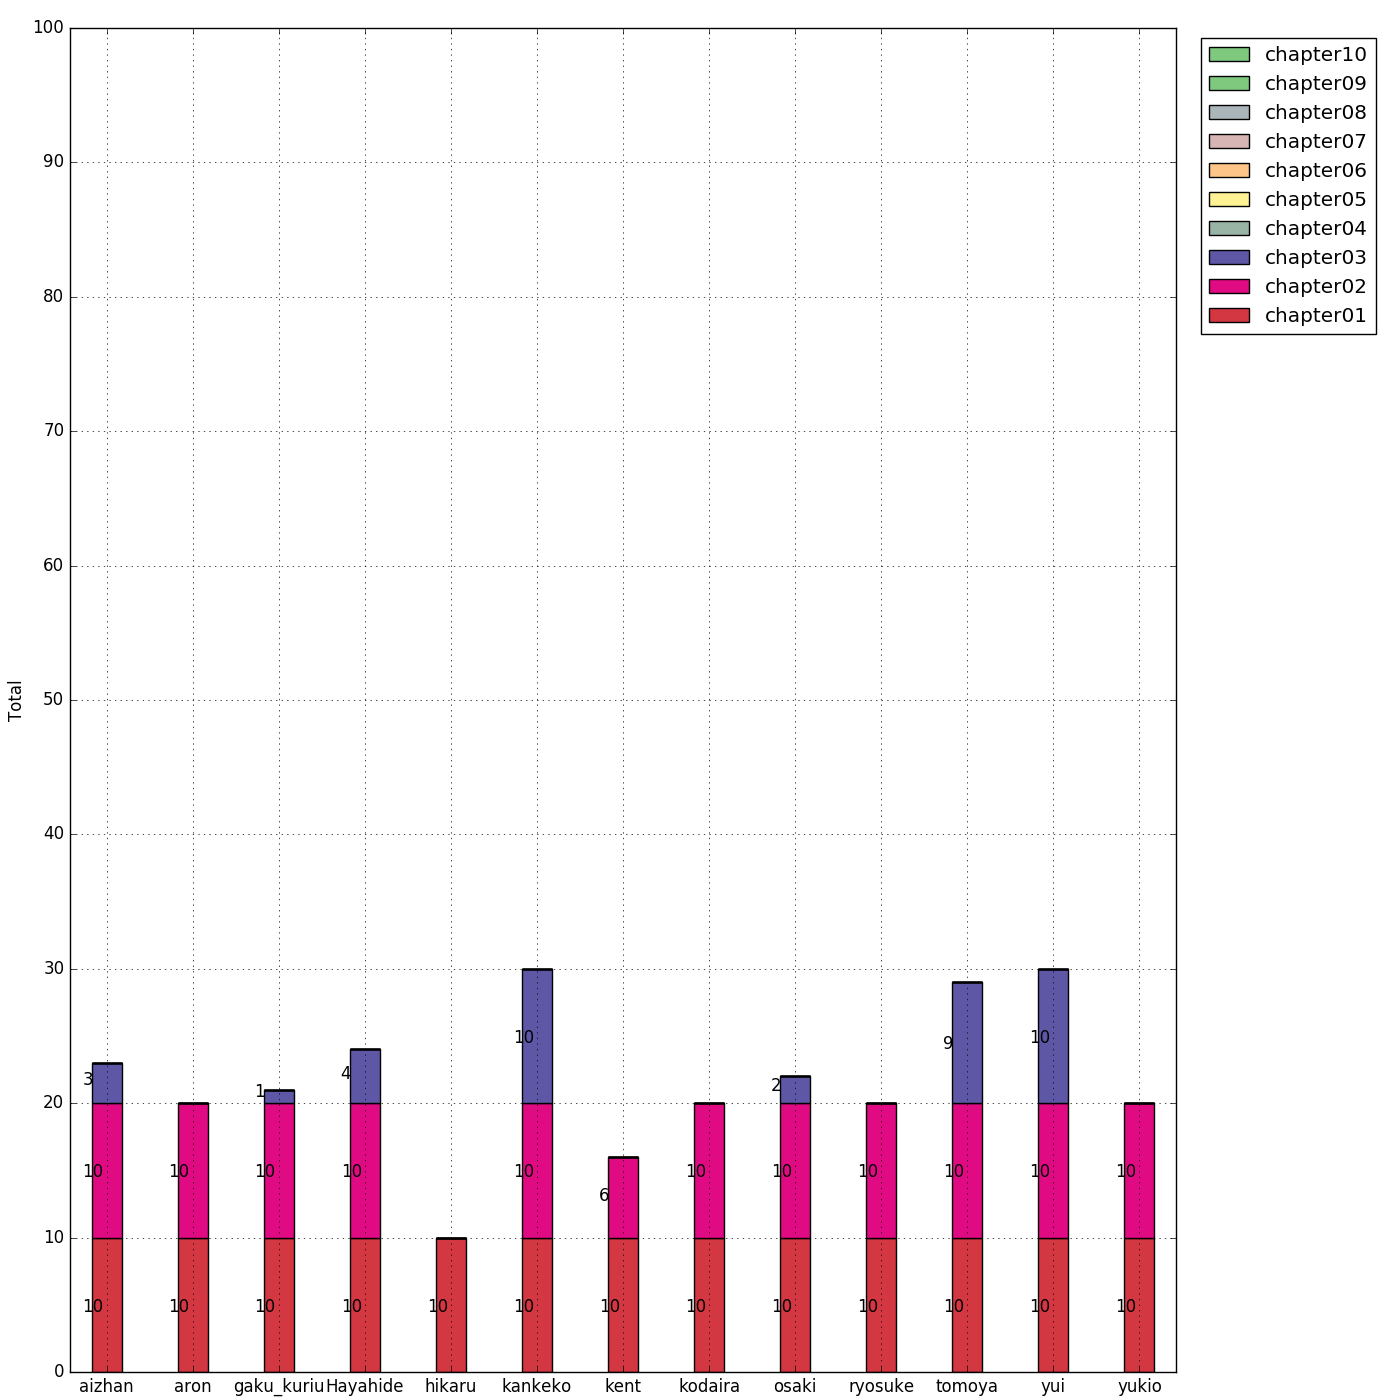 100
90
80
70
60
50
40
30
20
10
0
Total
chapter10
chapter09
chapter08
chapter07
chapter06
chapter05
chapter04
chapter03
chapter02
chapter01
10 10
9
10
3 1 4 2
10 10 10 10 10 10 10 10 10 10 10
6
10 10 10 10 10 10 10 10 10 10 10 10 10
aizhan aron gaku_kuriu Hayahide hikaru kankeko kent kodaira osaki ryosuke tomoya yui yukio